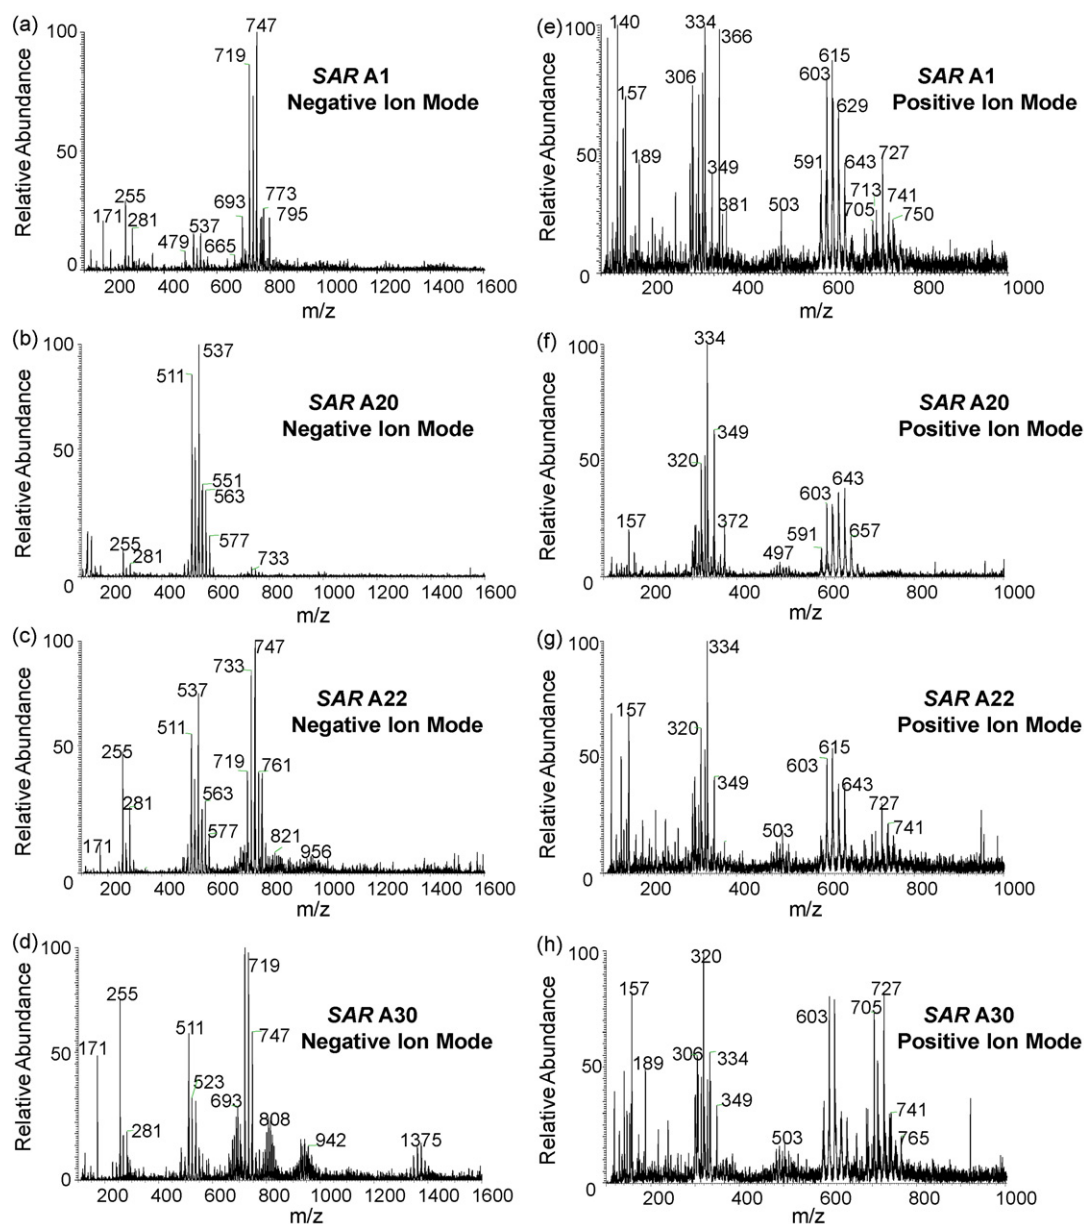 (a)
100
50
0
Relative Abundance
747
719
SAR A1
Negative Ion Mode
255
171
281
693
773
795
537
479
665
200 400 600 800 1000 1200 1400 1600
m/z
(e)
100
50
0
Relative Abundance
140
334
366
SAR A1
Positive Ion Mode
306
157
615
603
629
189
349
591
643
727
381
503
713
741
705
750
200 400 600 800 1000
m/z
(b)
100
50
0
Relative Abundance
537
511
SAR A20
Negative Ion Mode
551
563
255
281
577
733
200 400 600 800 1000 1200 1400 1600
m/z
(f)
100
50
0
Relative Abundance
334
SAR A20
Positive Ion Mode
349
320
603
643
157
372
591
657
497
200 400 600 800 1000
m/z
(c)
100
50
0
Relative Abundance
747
733
SAR A22
Negative Ion Mode
537
511
255
719
761
281
563
577
171
821
956
200 400 600 800 1000 1200 1400 1600
m/z
(g)
100
50
0
Relative Abundance
334
SAR A22
Positive Ion Mode
157
320
615
603
349
643
727
503
741
200 400 600 800 1000
m/z
(d)
100
50
0
Relative Abundance
719
SAR A30
Negative Ion Mode
255
511
747
171
523
693
281
808
942
1375
200 400 600 800 1000 1200 1400 1600
m/z
(h)
100
50
0
Relative Abundance
320
SAR A30
Positive Ion Mode
157
727
705
603
306
334
189
349
741
503
765
200 400 600 800 1000
m/z